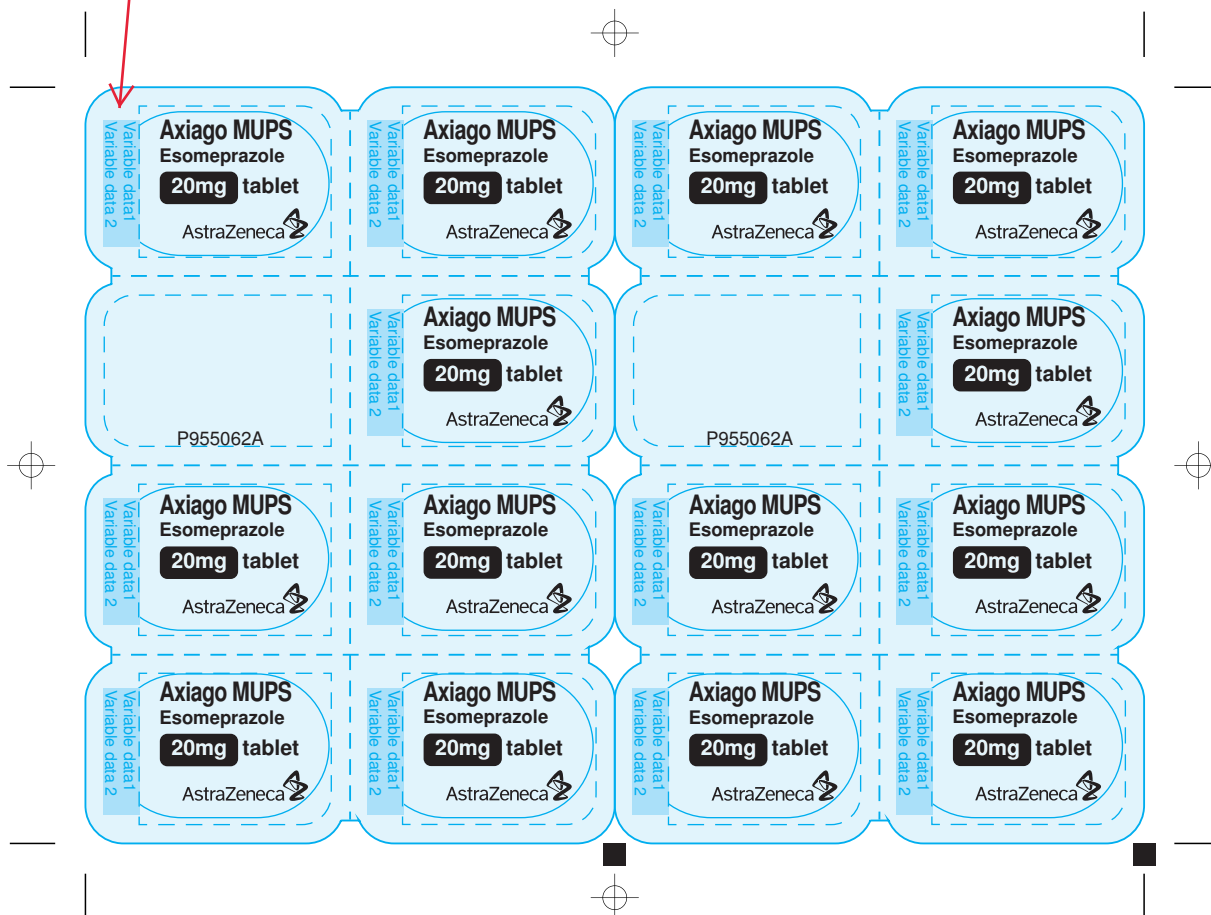 Variable data1
Variable data 2
Axiago MUPS
Esomeprazole
20mg tablet
AstraZeneca
Variable data1
Variable data 2
Axiago MUPS
Esomeprazole
20mg tablet
AstraZeneca
Variable data1
Variable data 2
Axiago MUPS
Esomeprazole
20mg tablet
AstraZeneca
Variable data1
Variable data 2
Axiago MUPS
Esomeprazole
20mg tablet
AstraZeneca
P955062A
Variable data1
Variable data 2
Axiago MUPS
Esomeprazole
20mg tablet
AstraZeneca
P955062A
Variable data1
Variable data 2
Axiago MUPS
Esomeprazole
20mg tablet
AstraZeneca
Variable data1
Variable data 2
Axiago MUPS
Esomeprazole
20mg tablet
AstraZeneca
Variable data1
Variable data 2
Axiago MUPS
Esomeprazole
20mg tablet
AstraZeneca
Variable data1
Variable data 2
Axiago MUPS
Esomeprazole
20mg tablet
AstraZeneca
Variable data1
Variable data 2
Axiago MUPS
Esomeprazole
20mg tablet
AstraZeneca
Variable data1
Variable data 2
Axiago MUPS
Esomeprazole
20mg tablet
AstraZeneca
Variable data1
Variable data 2
Axiago MUPS
Esomeprazole
20mg tablet
AstraZeneca
Variable data1
Variable data 2
Axiago MUPS
Esomeprazole
20mg tablet
AstraZeneca
Variable data1
Variable data 2
Axiago MUPS
Esomeprazole
20mg tablet
AstraZeneca